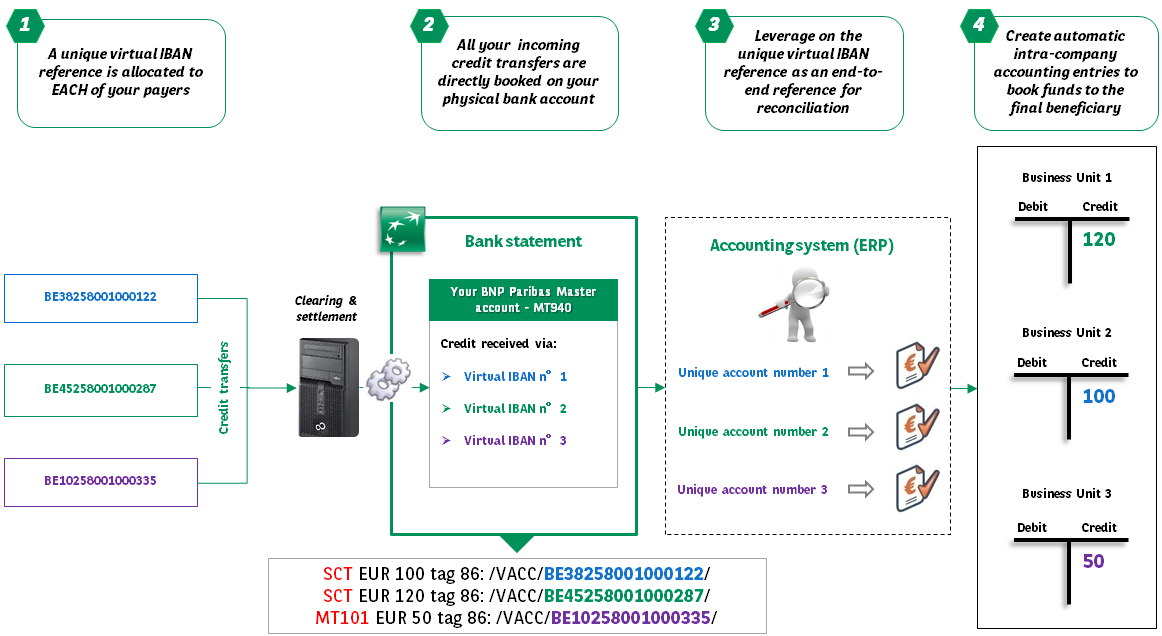 1
A unique virtual IBAN
reference is allocated to
EACH of your payers
2
All your incoming
credit transfers are
directly booked on your
physical bank account
3
Leverage on the
unique virtual IBAN
reference as an end-to-
end reference for
reconciliation
4
Create automatic
intra-company
accounting entries to
book funds to the
final beneficiary
BE38258001000122
BE45258001000287
BE10258001000335
Credit transfers
Clearing &
settlement
Bank statement
Your BNP Paribas Master
account - MT940
Credit received via:
Virtual IBAN n° 1
Virtual IBAN n° 2
Virtual IBAN n° 3
SCT EUR 100 tag 86: /VACC/BE38258001000122/
SCT EUR 120 tag 86: /VACC/BE45258001000287/
MT101 EUR 50 tag 86: /VACC/BE10258001000335/
Accounting system (ERP)
Unique account number 1
€
Unique account number 2
€
Unique account number 3
€
Business Unit 1
Debit Credit
120
Business Unit 2
Debit Credit
100
Business Unit 3
Debit Credit
50